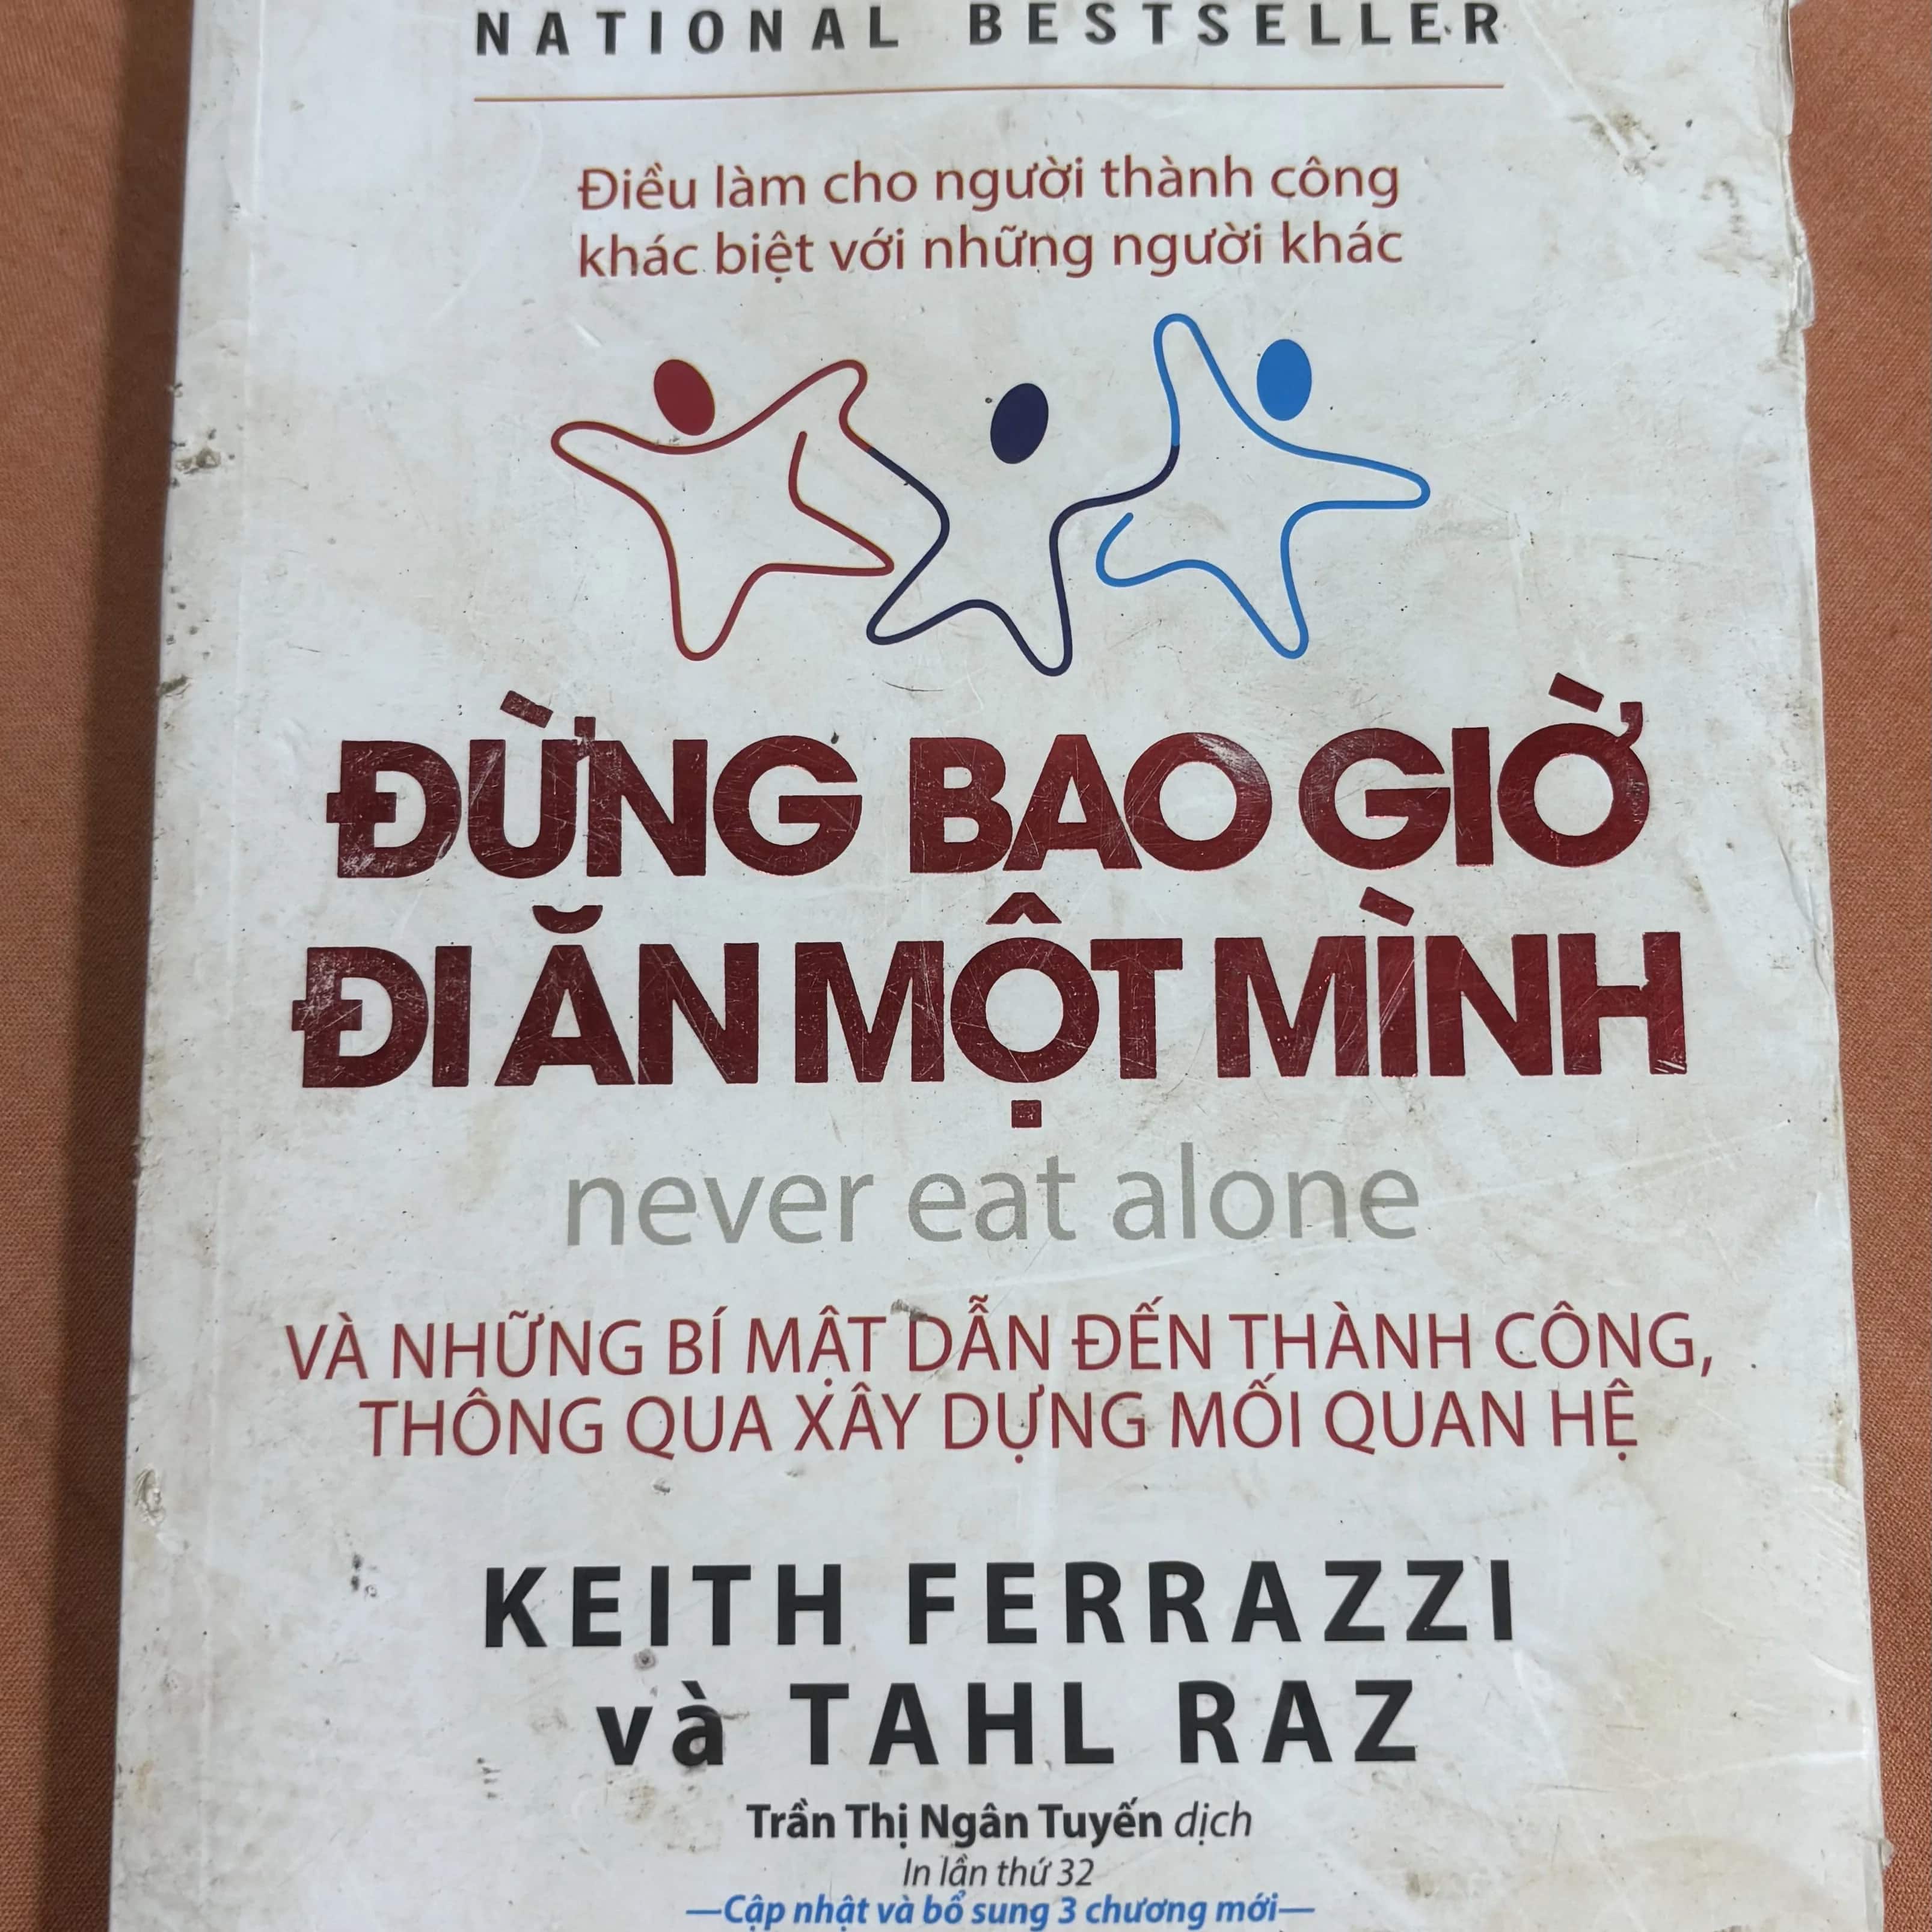 NATIONAL BESTSELLER
Điều làm cho người thành công
khác biệt với những người khác
ĐỪNG BAO GIỜ
ĐI ĂN MỘT MÌNH
never eat alone
VÀ NHỮNG BÍ MẬT DẪN ĐẾN THÀNH CÔNG,
THÔNG QUA XÂY DỰNG MỐI QUAN HỆ
KEITH FERRAZZI
và TAHL RAZ
Trần Thị Ngân Tuyến dịch
In lần thứ 32
—Cập nhật và bổ sung 3 chương mới—